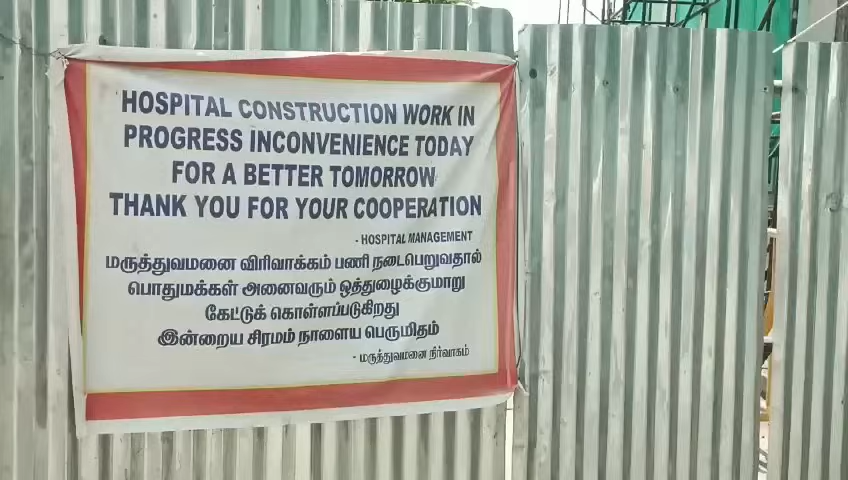 HOSPITAL CONSTRUCTION WORK IN
PROGRESS INCONVENIENCE TODAY
FOR A BETTER TOMORROW
THANK YOU FOR YOUR COOPERATION
- HOSPITAL MANAGEMENT
மருத்துவமனை விரிவாக்கம் பணி நடைபெறுவதால்
பொதுமக்கள் அனைவரும் ஒத்துழைக்குமாறு
கேட்டுக் கொள்ளப்படுகிறது
இன்றைய சிரமம் நாளைய பெருமிதம்
- மருத்துவமனை நிர்வாகம்